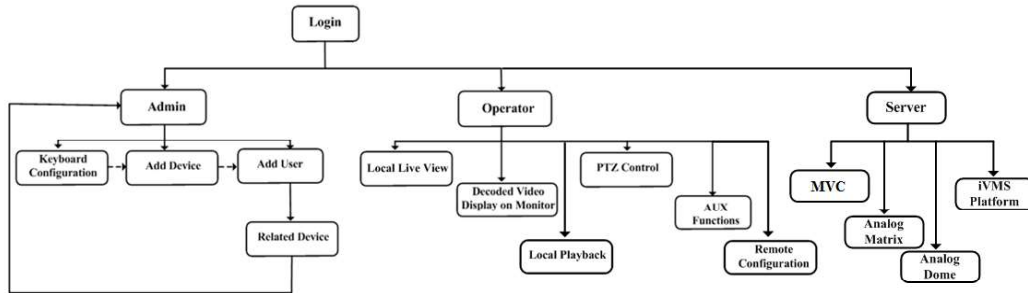 Login
Admin
Operator
Server
Keyboard
Configuration
Add Device
Add User
Related Device
Local Live View
Decoded Video
Display on Monitor
Local Playback
PTZ Control
AUX
Functions
Remote
Configuration
MVC
Analog
Matrix
Analog
Dome
iVMS
Platform